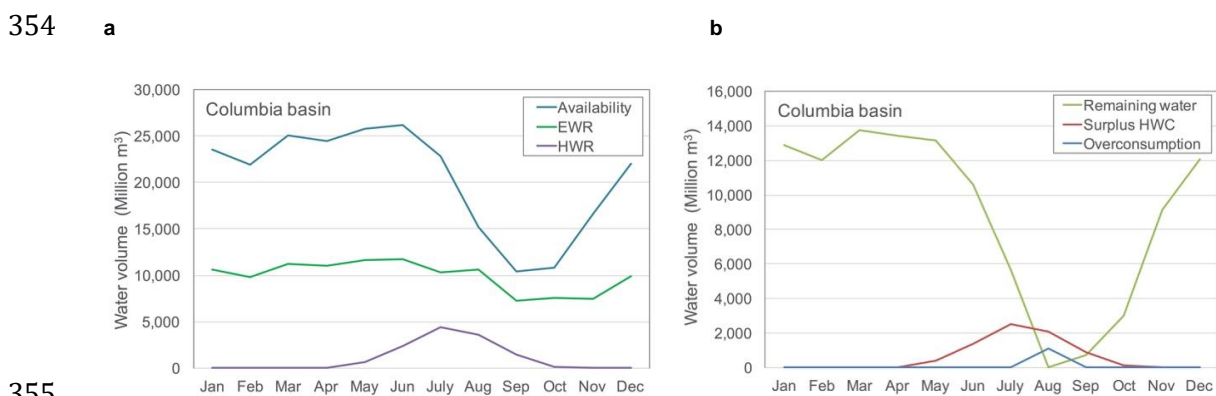 354 a b
30,000
25,000
20,000
15,000
10,000
5,000
0
Water volume (Million m³)
Columbia basin
Availability
EWR
HWR
Jan Feb Mar Apr May Jun July Aug Sep Oct Nov Dec
16,000
14,000
12,000
10,000
8,000
6,000
4,000
2,000
0
Water volume (Million m³)
Columbia basin
Remaining water
Surplus HWC
Overconsumption
Jan Feb Mar Apr May Jun July Aug Sep Oct Nov Dec
355